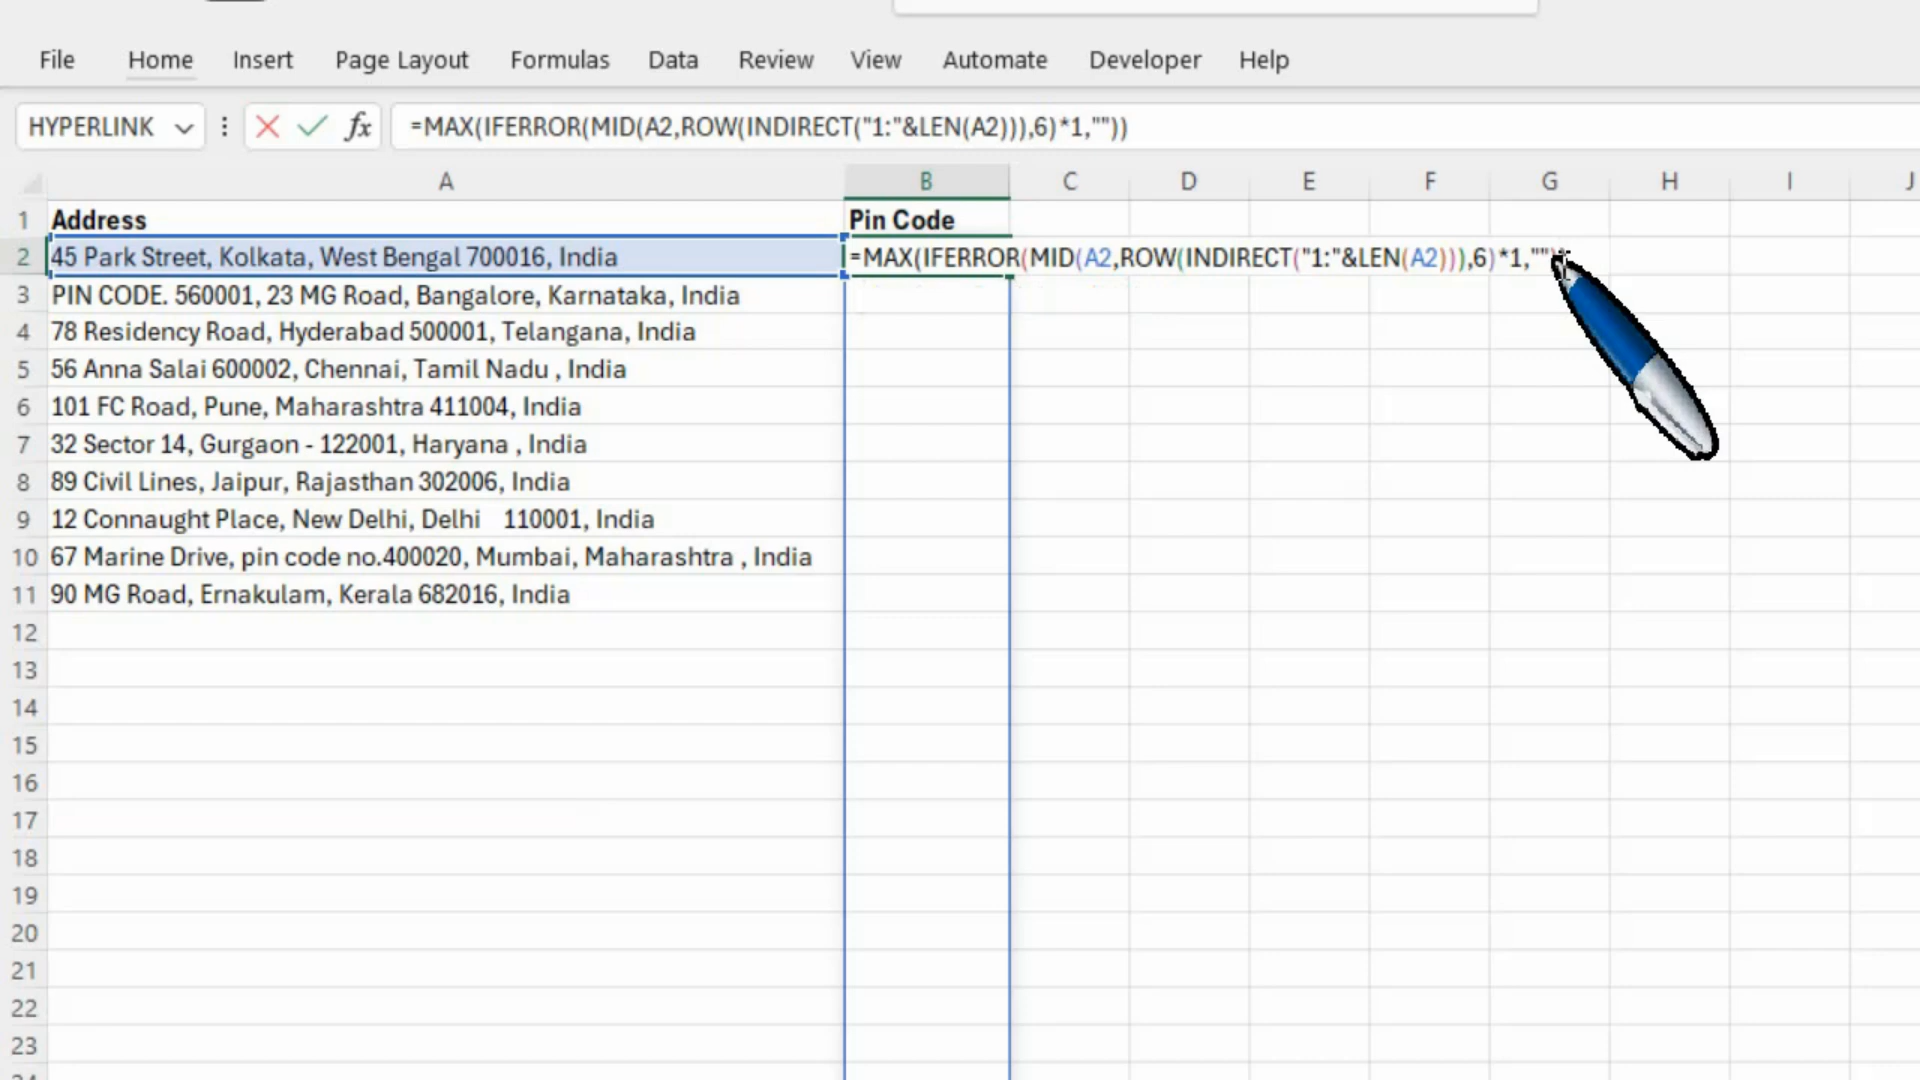 File Home Insert Page Layout Formulas Data Review View Automate Developer Help
HYPERLINK fx =MAX(IFERROR(MID(A2,ROW(INDIRECT("1:"&LEN(A2))),6)*1,""))
A B C D E F G H I J
1 Address Pin Code
2 45 Park Street, Kolkata, West Bengal 700016, India =MAX(IFERROR(MID(A2,ROW(INDIRECT("1:"&LEN(A2))),6)*1,""))
3 PIN CODE. 560001, 23 MG Road, Bangalore, Karnataka, India
4 78 Residency Road, Hyderabad 500001, Telangana, India
5 56 Anna Salai 600002, Chennai, Tamil Nadu , India
6 101 FC Road, Pune, Maharashtra 411004, India
7 32 Sector 14, Gurgaon - 122001, Haryana , India
8 89 Civil Lines, Jaipur, Rajasthan 302006, India
9 12 Connaught Place, New Delhi, Delhi    110001, India
10 67 Marine Drive, pin code no.400020, Mumbai, Maharashtra , India
11 90 MG Road, Ernakulam, Kerala 682016, India
12
13
14
15
16
17
18
19
20
21
22
23